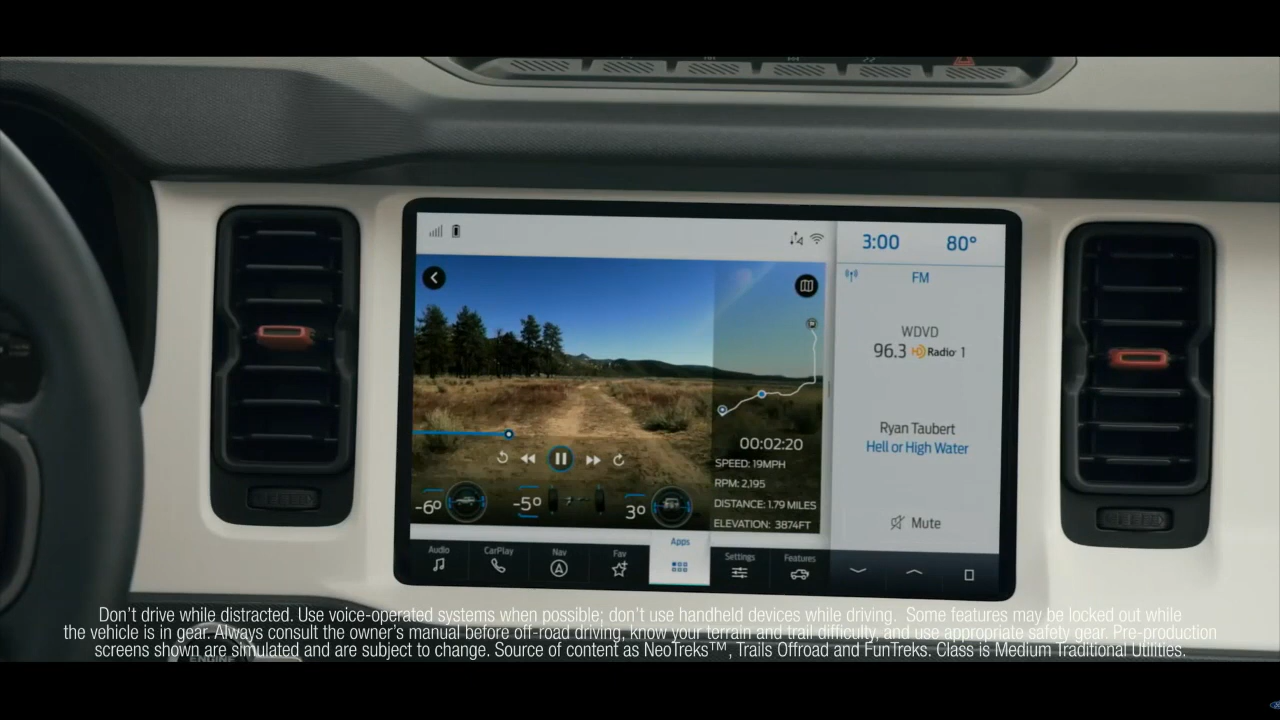 3:00 80°
FM
WDVD
96.3 HD Radio 1
Ryan Taubert
Hell or High Water
Mute
00:02:20
SPEED: 19MPH
RPM: 2,195
DISTANCE: 1.79 MILES
ELEVATION: 3874FT
-6° -5° 3°
Audio CarPlay Nav Fav Apps Settings Features
Don't drive while distracted. Use voice-operated systems when possible; don't use handheld devices while driving. Some features may be locked out while
the vehicle is in gear. Always consult the owner's manual before off-road driving, know your terrain and trail difficulty, and use appropriate safety gear. Pre-production
screens shown are simulated and are subject to change. Source of content as NeoTreks™, Trails Offroad and FunTreks. Class is Medium Traditional Utilities.
ENGINE